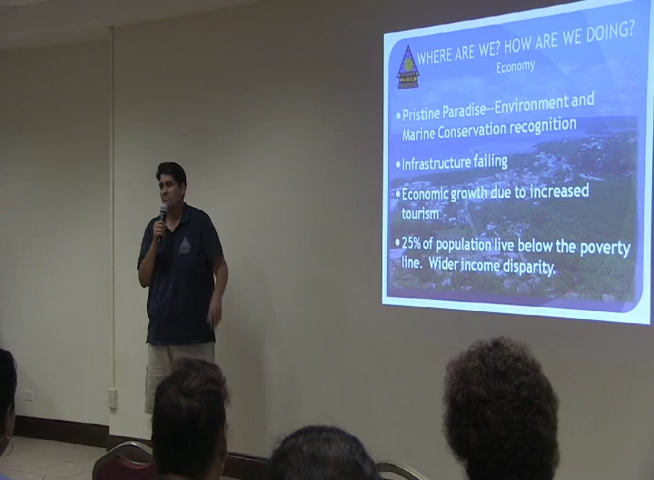 WHERE ARE WE? HOW ARE WE DOING?
Economy
•Pristine Paradise--Environment and
Marine Conservation recognition
•Infrastructure failing
•Economic growth due to increased
tourism
•25% of population live below the poverty
line. Wider income disparity.